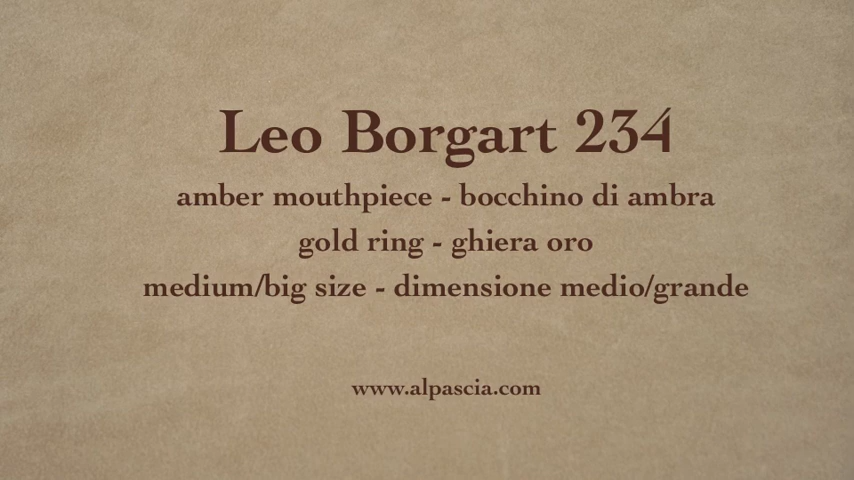 Leo Borgart 234
amber mouthpiece - bocchino di ambra
gold ring - ghiera oro
medium/big size - dimensione medio/grande
www.alpascia.com